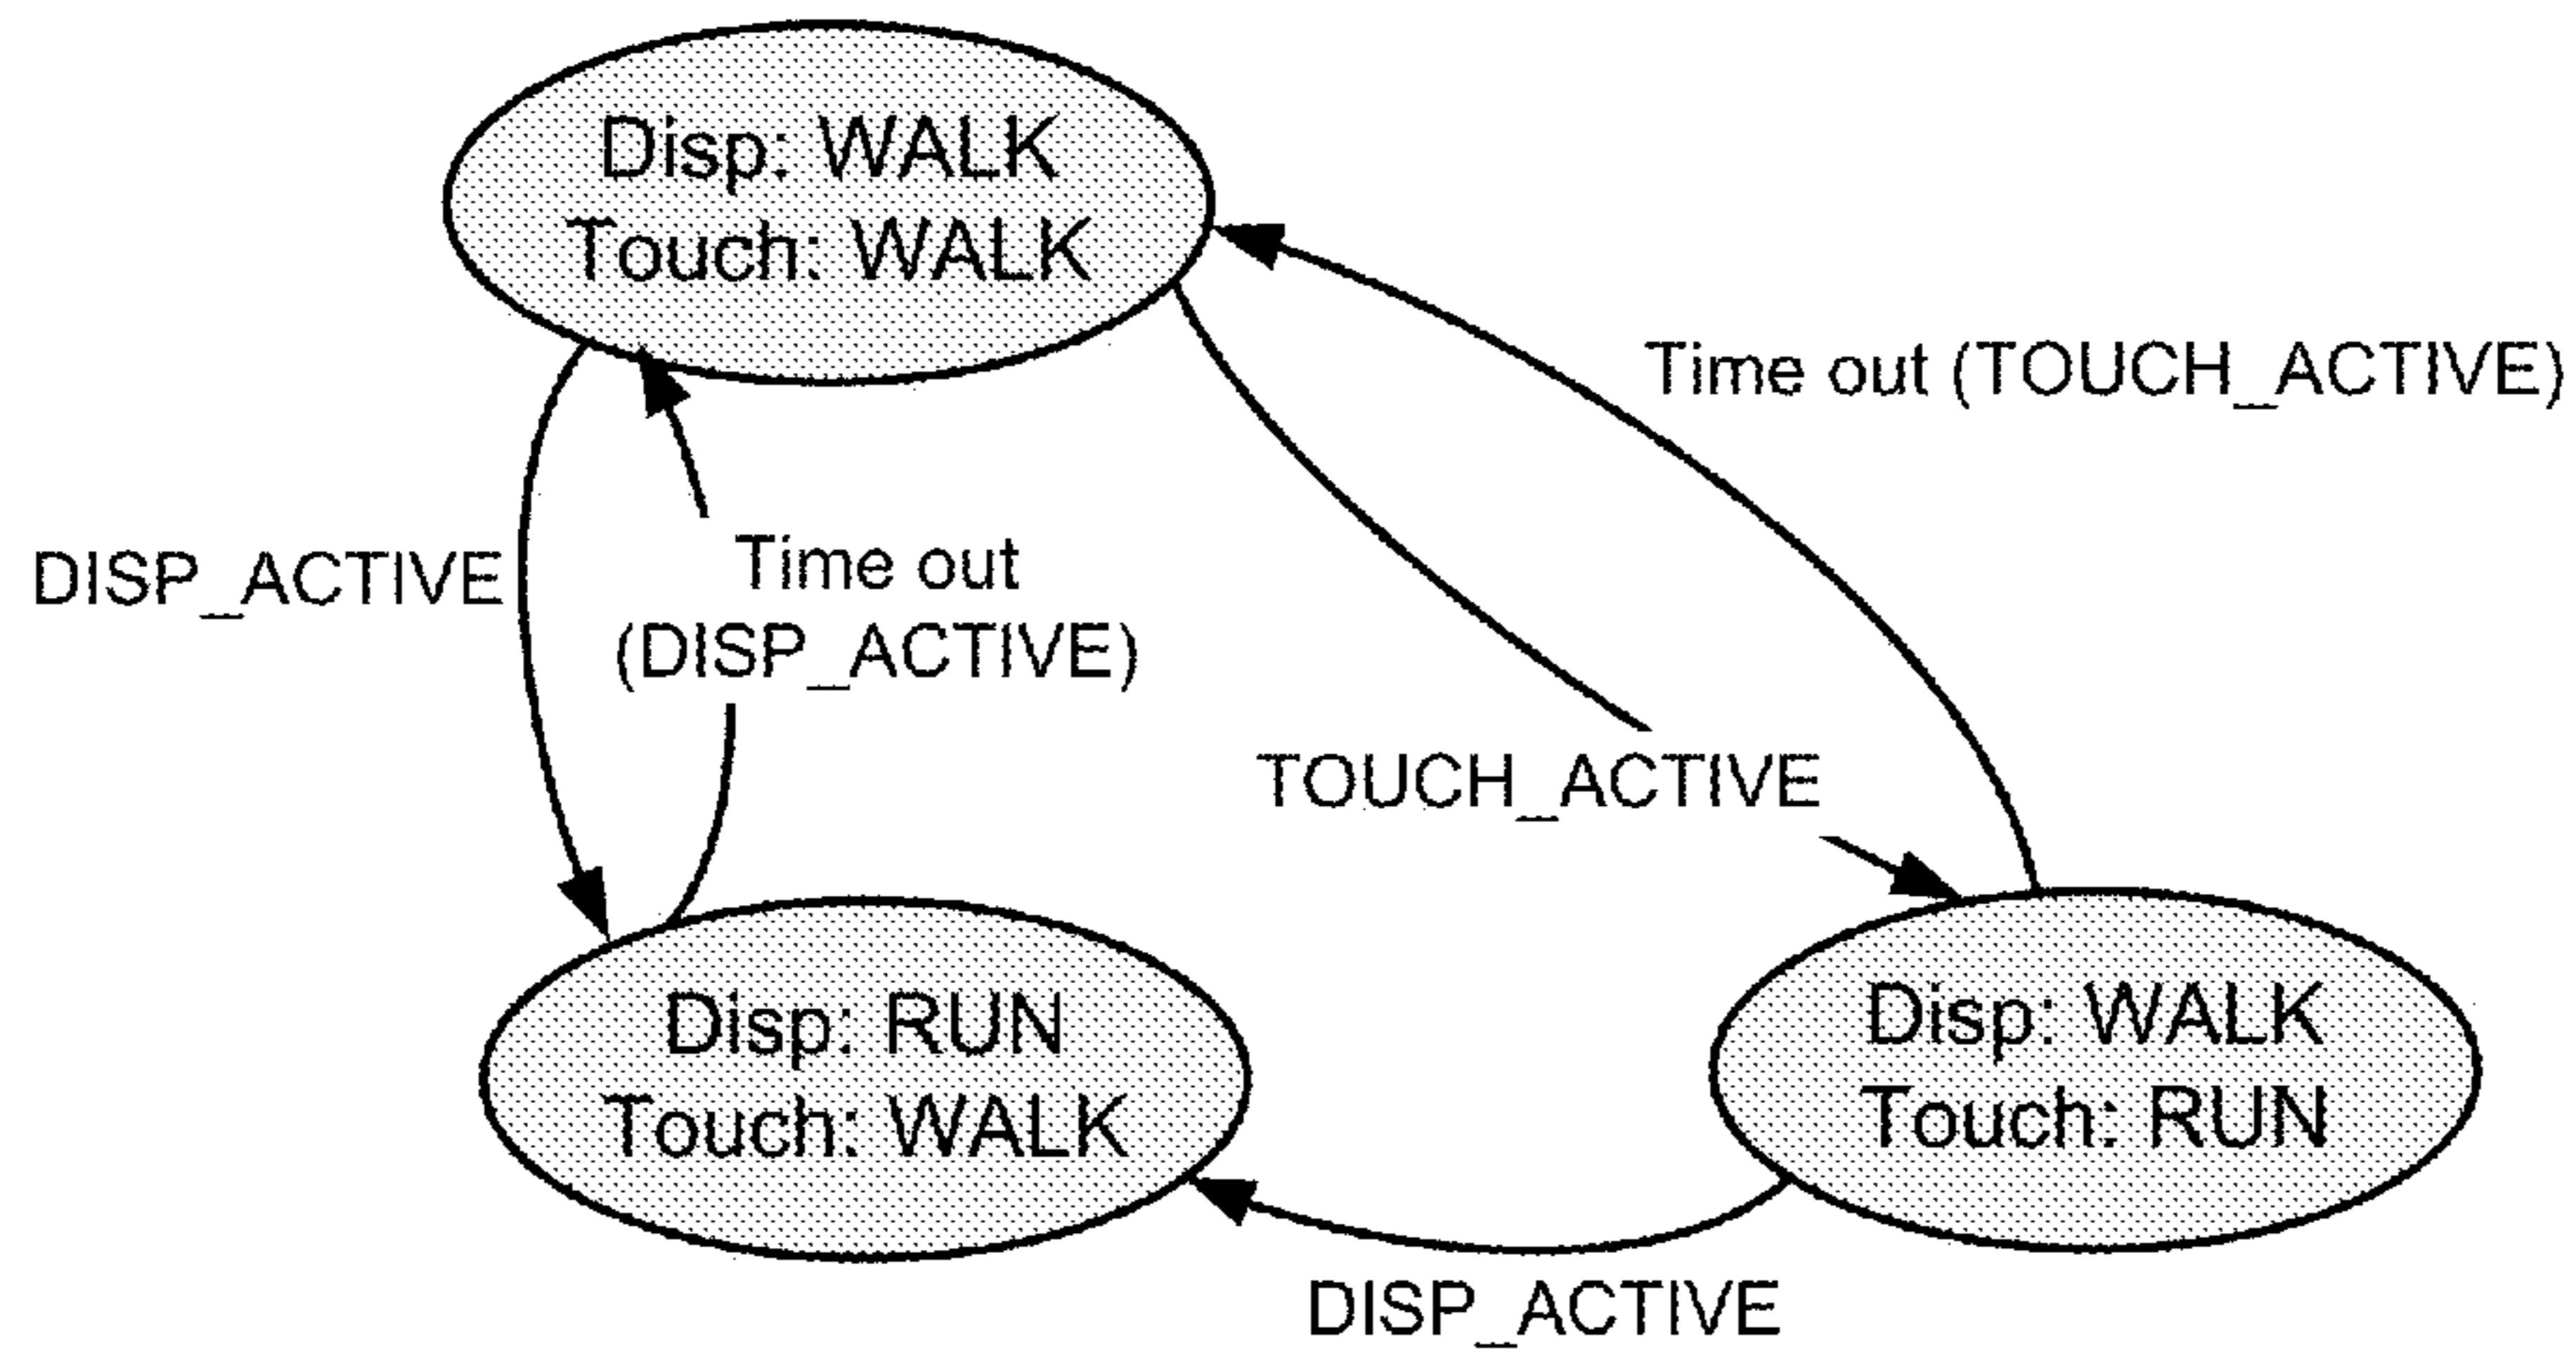 Disp: WALK
Touch: WALK
Time out (TOUCH_ACTIVE)
DISP_ACTIVE
Time out
(DISP_ACTIVE)
TOUCH_ACTIVE
Disp: RUN
Touch: WALK
Disp: WALK
Touch: RUN
DISP_ACTIVE